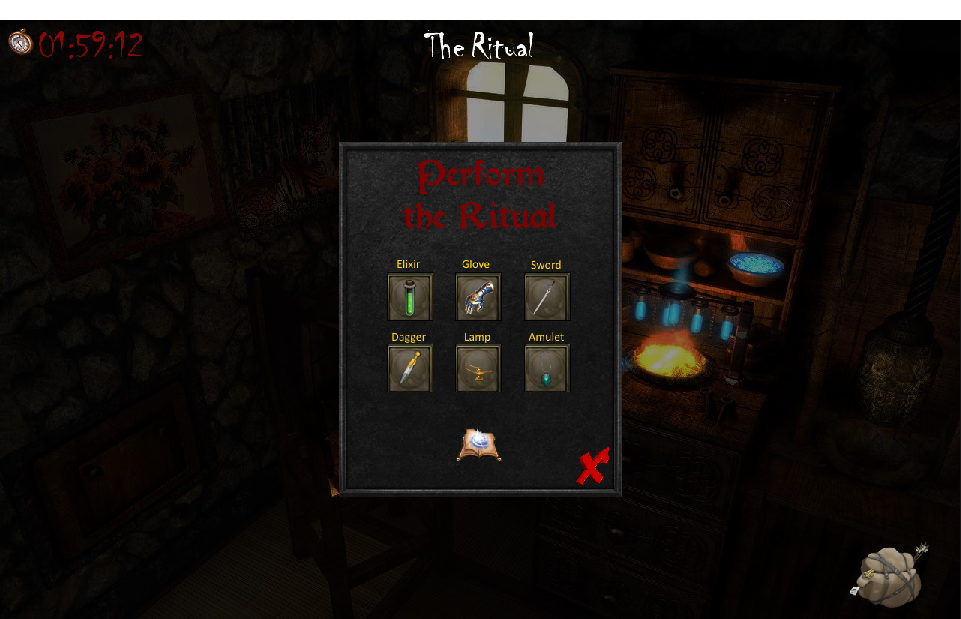 01:59:12
The Ritual
Perform
the Ritual
Elixir Glove Sword
Dagger Lamp Amulet